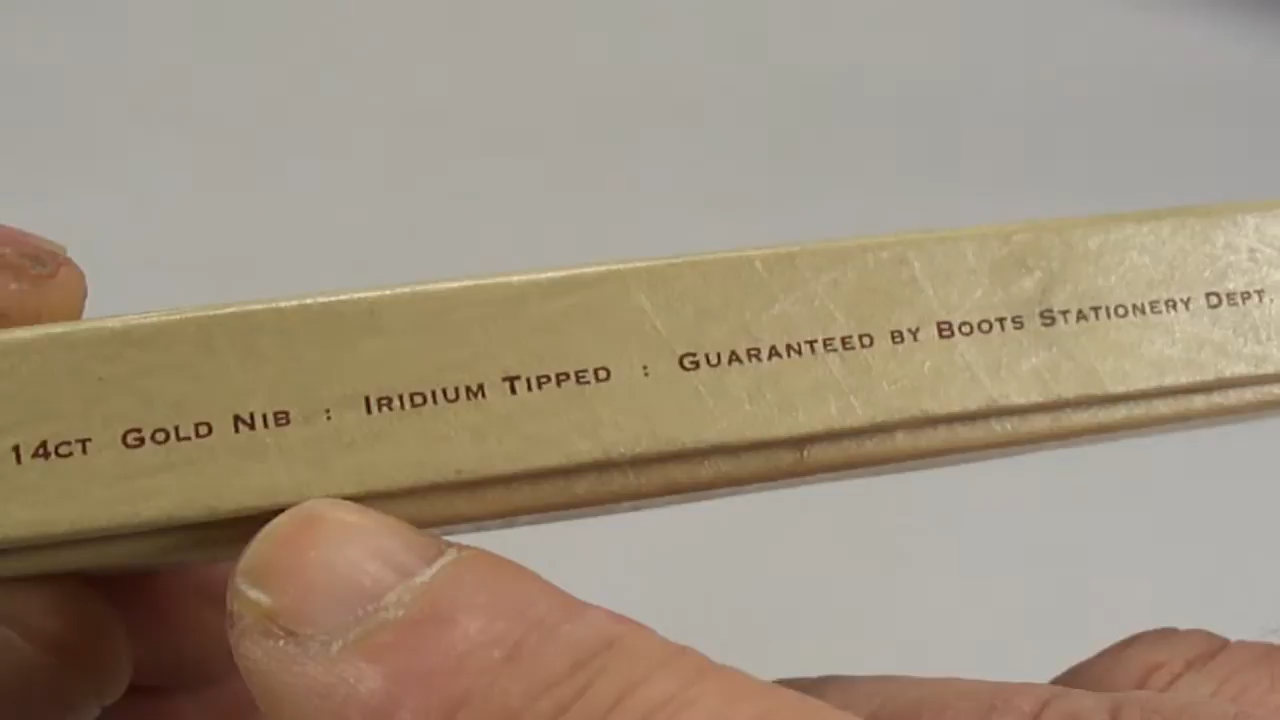 14CT GOLD NIB : IRIDIUM TIPPED : GUARANTEED BY BOOTS STATIONERY DEPT.